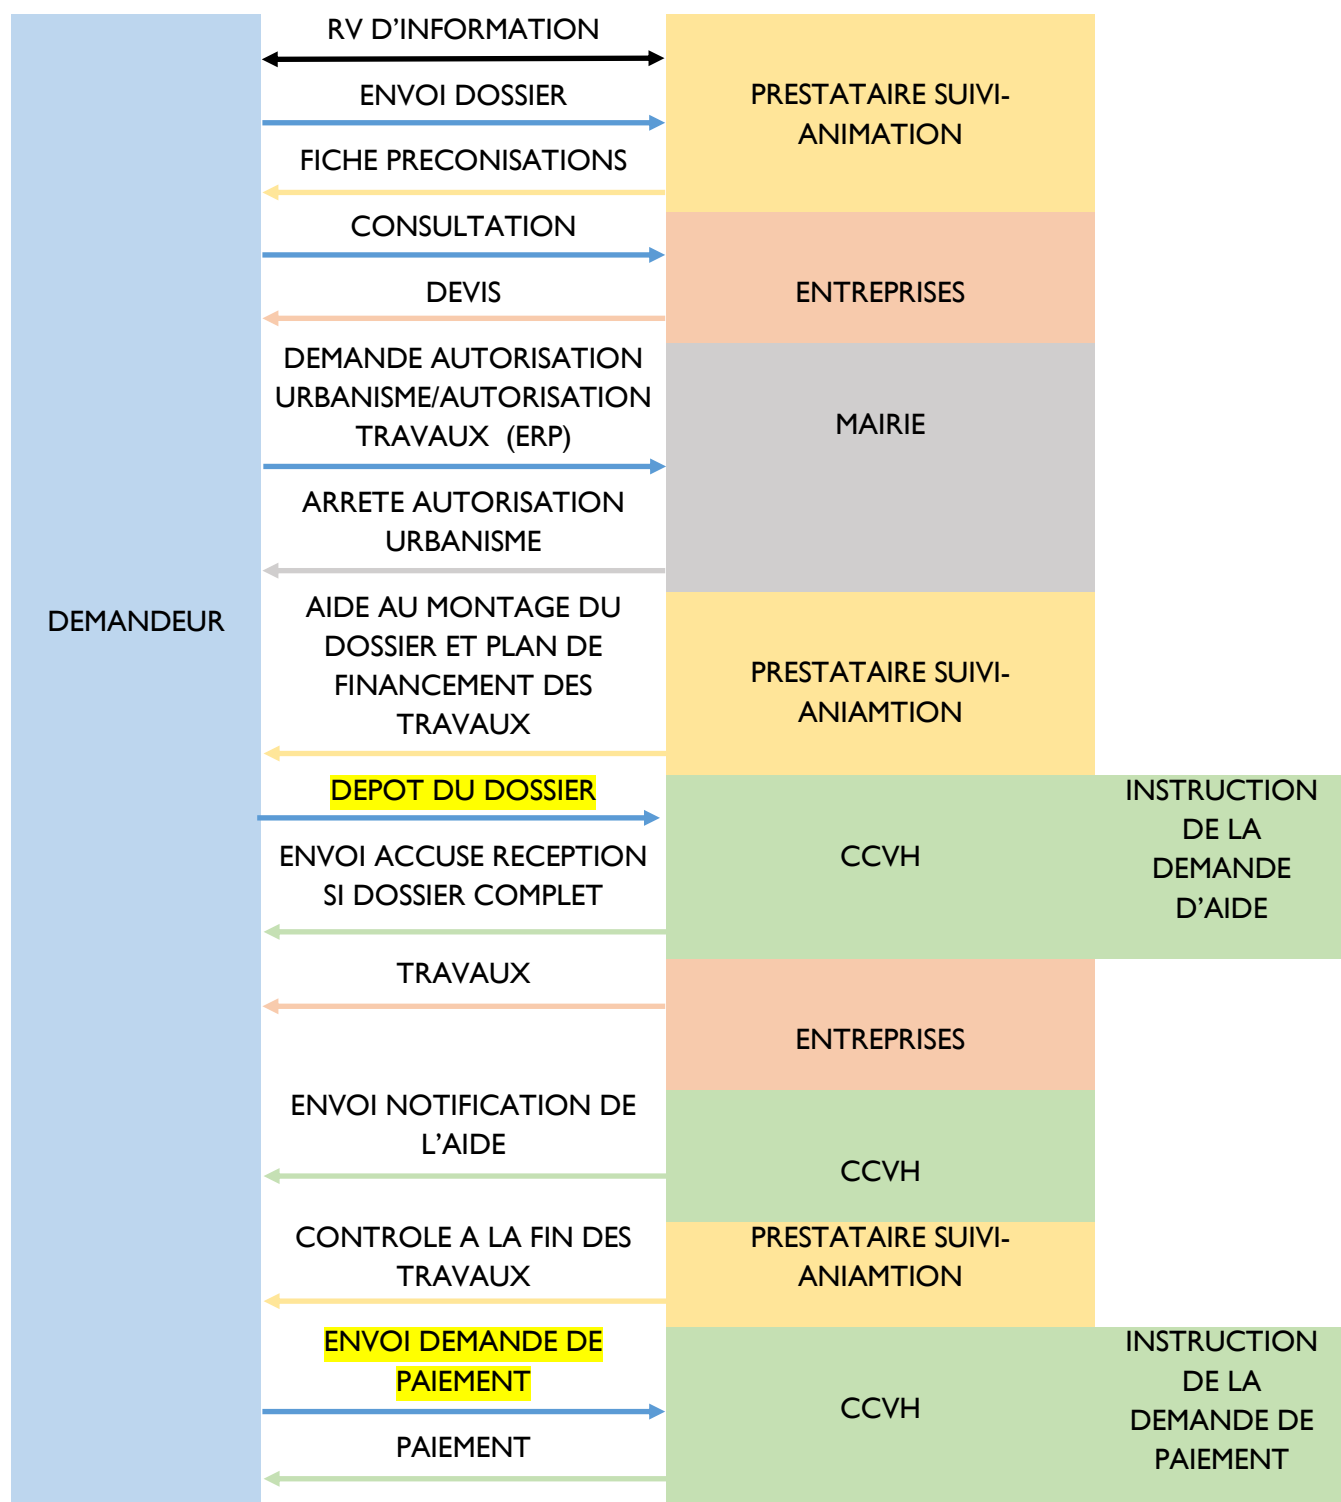 RV D'INFORMATION
ENVOI DOSSIER
FICHE PRECONISATIONS
PRESTATAIRE SUIVI-
ANIMATION
CONSULTATION
DEVIS
ENTREPRISES
DEMANDE AUTORISATION
URBANISME/AUTORISATION
TRAVAUX (ERP)
MAIRIE
ARRETE AUTORISATION
URBANISME
DEMANDEUR
AIDE AU MONTAGE DU
DOSSIER ET PLAN DE
FINANCEMENT DES
TRAVAUX
PRESTATAIRE SUIVI-
ANIAMTION
DEPOT DU DOSSIER
ENVOI ACCUSE RECEPTION
SI DOSSIER COMPLET
CCVH
INSTRUCTION
DE LA
DEMANDE
D'AIDE
TRAVAUX
ENTREPRISES
ENVOI NOTIFICATION DE
L'AIDE
CCVH
CONTROLE A LA FIN DES
TRAVAUX
PRESTATAIRE SUIVI-
ANIAMTION
ENVOI DEMANDE DE
PAIEMENT
PAIEMENT
CCVH
INSTRUCTION
DE LA
DEMANDE DE
PAIEMENT